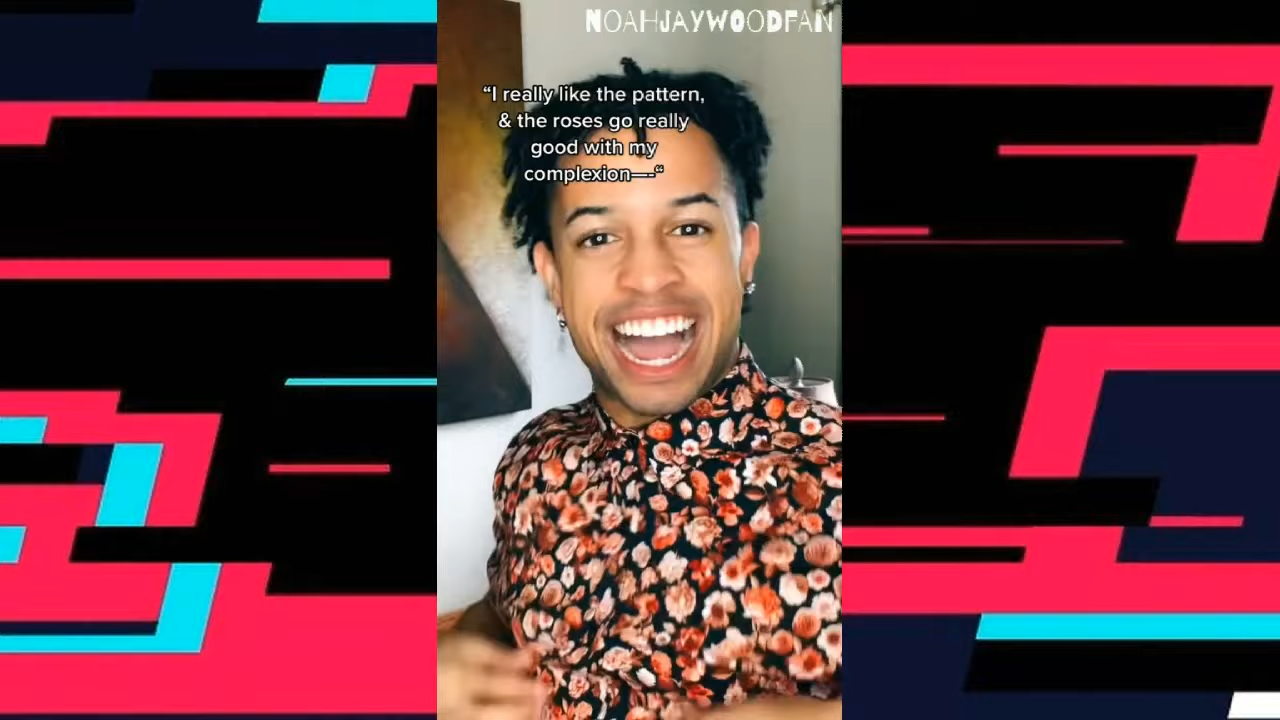 NOAHJAYWOODFAN
“I really like the pattern,
& the roses go really
good with my
complexion—-“